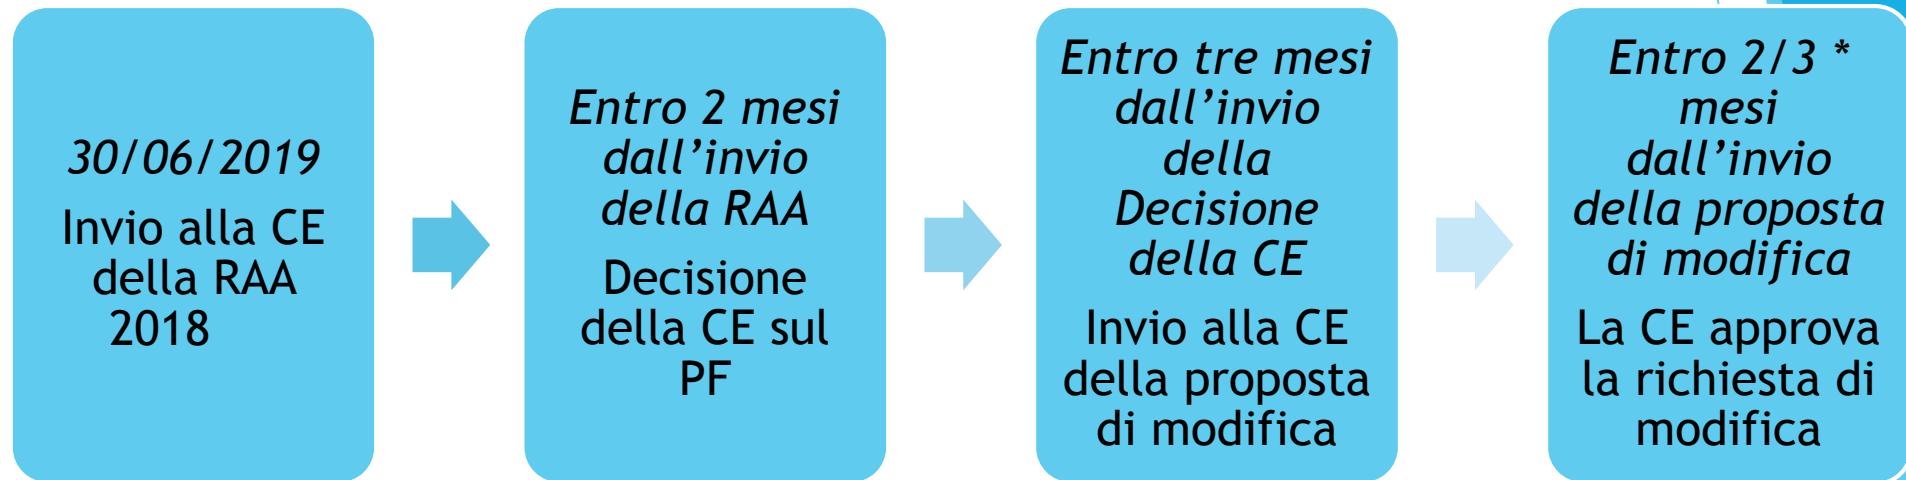 30/06/2019
Invio alla CE
della RAA
2018
Entro 2 mesi
dall’invio
della RAA
Decisione
della CE sul
PF
Entro tre mesi
dall’invio
della
Decisione
della CE
Invio alla CE
della proposta
di modifica
Entro 2/3 *
mesi
dall’invio
della proposta
di modifica
La CE approva
la richiesta di
modifica